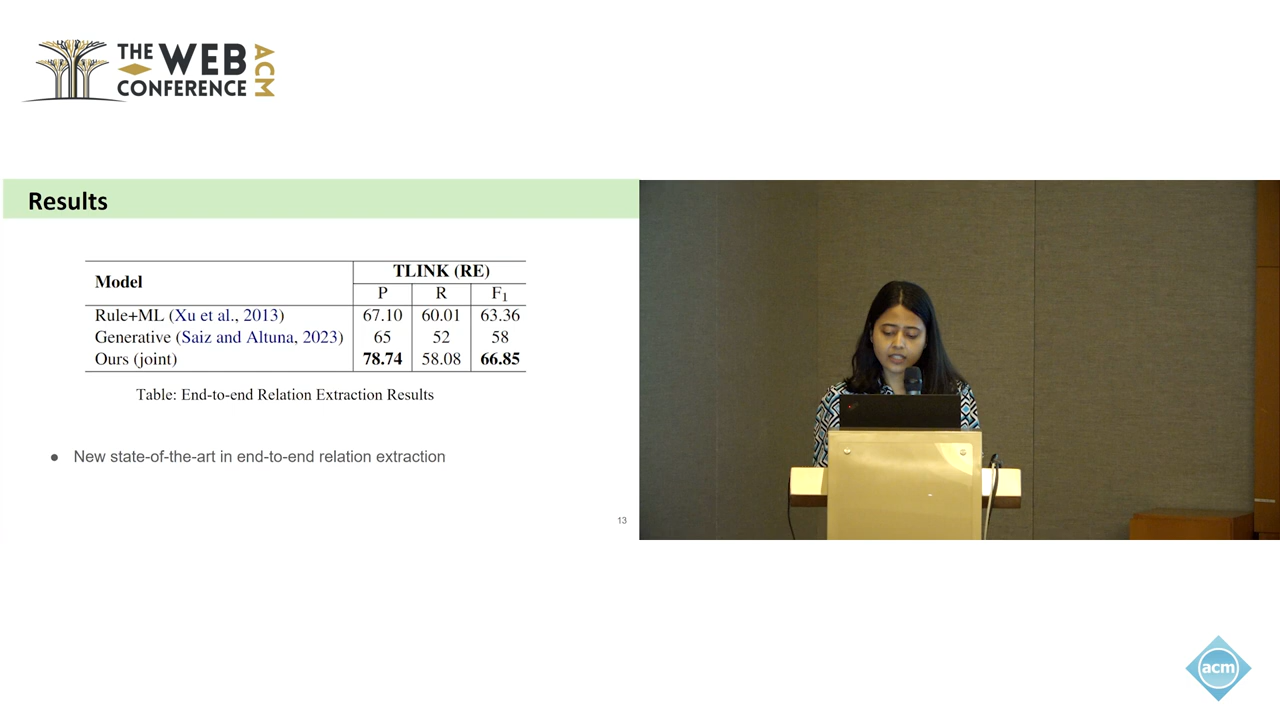 THE WEB
CONFERENCE
ACM
Results
Model TLINK (RE)
P R F1
Rule+ML (Xu et al., 2013) 67.10 60.01 63.36
Generative (Saiz and Altuna, 2023) 65 52 58
Ours (joint) 78.74 58.08 66.85
Table: End-to-end Relation Extraction Results
● New state-of-the-art in end-to-end relation extraction
13
acm